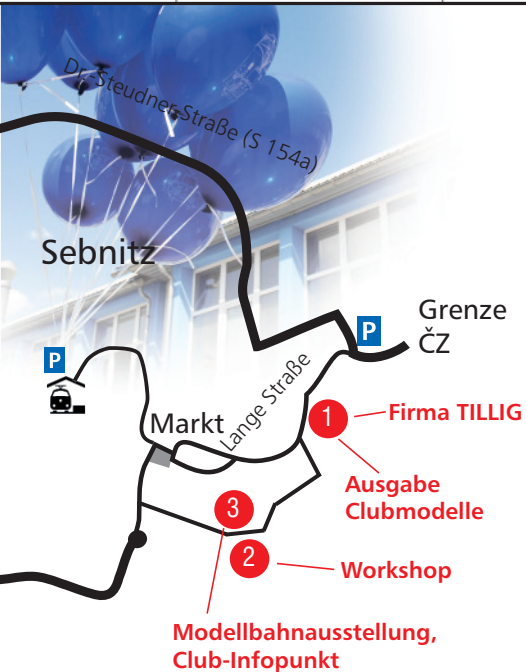 Dr.-Steudner-Straße (S 154a)
Sebnitz
Grenze
ČZ
P
P
Lange Straße
Markt
1
Firma TILLIG
Ausgabe
Clubmodelle
3
2
Workshop
Modellbahnausstellung,
Club-Infopunkt